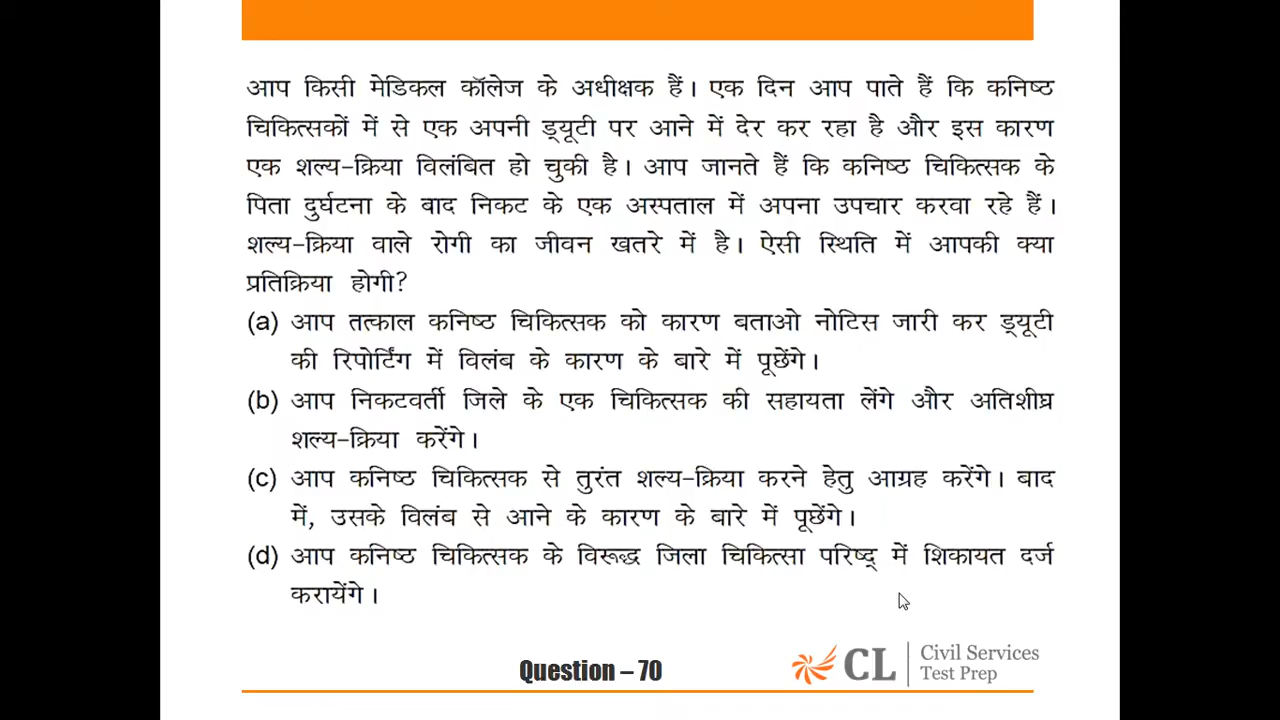 आप किसी मेडिकल कॉलेज के अधीक्षक हैं। एक दिन आप पाते हैं कि कनिष्ठ
चिकित्सकों में से एक अपनी ड्यूटी पर आने में देर कर रहा है और इस कारण
एक शल्य-क्रिया विलंबित हो चुकी है। आप जानते हैं कि कनिष्ठ चिकित्सक के
पिता दुर्घटना के बाद निकट के एक अस्पताल में अपना उपचार करवा रहे हैं।
शल्य-क्रिया वाले रोगी का जीवन खतरे में है। ऐसी स्थिति में आपकी क्या
प्रतिक्रिया होगी?
(a) आप तत्काल कनिष्ठ चिकित्सक को कारण बताओ नोटिस जारी कर ड्यूटी
की रिपोर्टिंग में विलंब के कारण के बारे में पूछेंगे।
(b) आप निकटवर्ती जिले के एक चिकित्सक की सहायता लेंगे और अतिशीघ्र
शल्य-क्रिया करेंगे।
(c) आप कनिष्ठ चिकित्सक से तुरंत शल्य-क्रिया करने हेतु आग्रह करेंगे। बाद
में, उसके विलंब से आने के कारण के बारे में पूछेंगे।
(d) आप कनिष्ठ चिकित्सक के विरूद्ध जिला चिकित्सा परिष्द् में शिकायत दर्ज
करायेंगे।
Question – 70
CL
Civil Services
Test Prep